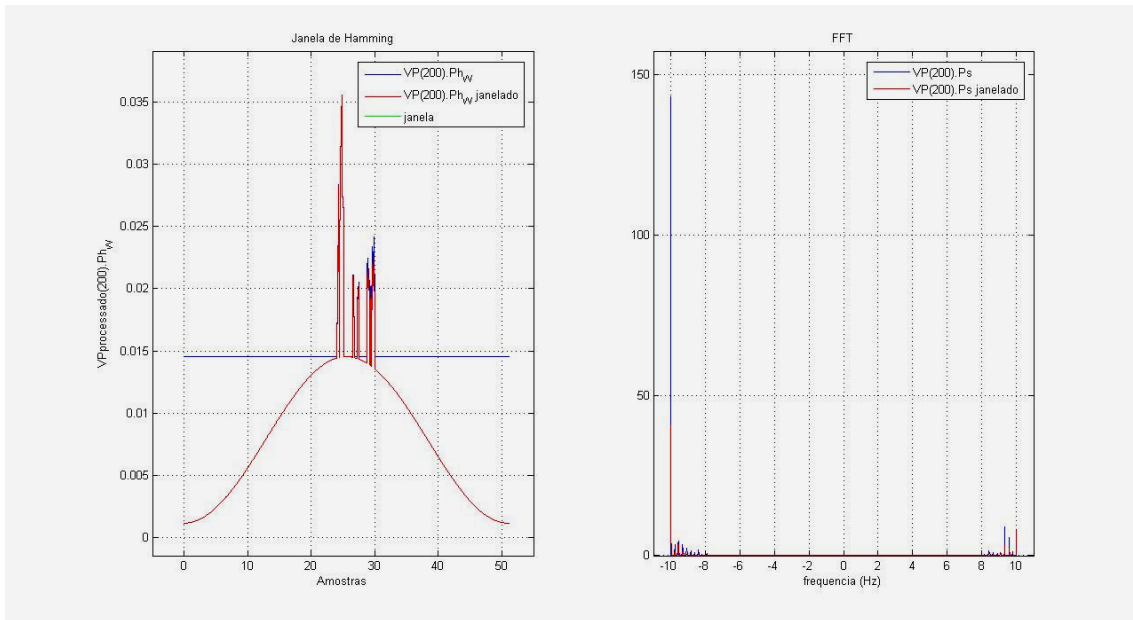 Janela de Hamming
VP(200).Ph_W
VP(200).Ph_W janelado
janela
0.035
0.03
0.025
0.02
0.015
0.01
0.005
0
VPprocessado(200).Ph_W
0 10 20 30 40 50
Amostras
FFT
VP(200).Ps
VP(200).Ps janelado
150
100
50
0
-10 -8 -6 -4 -2 0 2 4 6 8 10
frequencia (Hz)